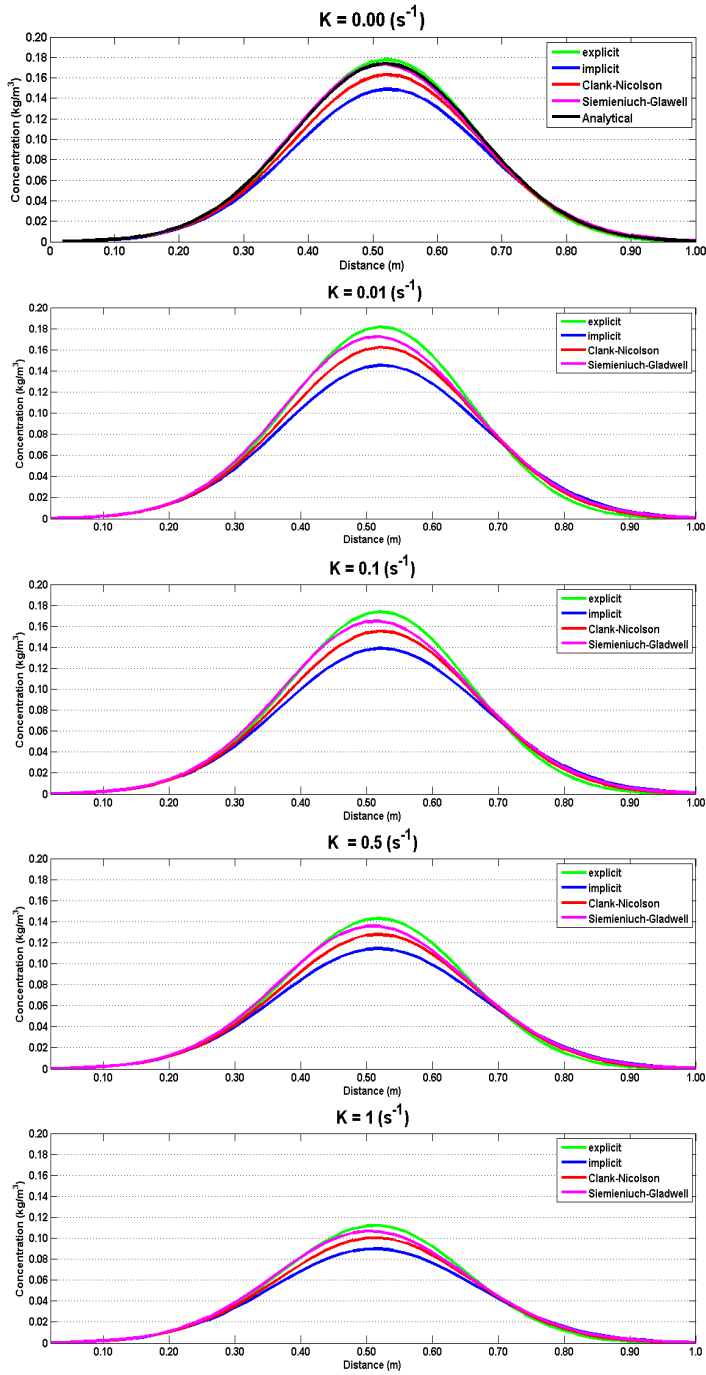 K = 0.00 (s⁻¹)
Concentration (kg/m³)
0.20
0.18
0.16
0.14
0.12
0.10
0.08
0.06
0.04
0.02
0
explicit
implicit
Clank-Nicolson
Siemieniuch-Glawell
Analytical
0 0.10 0.20 0.30 0.40 0.50 0.60 0.70 0.80 0.90 1.00
Distance (m)
K = 0.01 (s⁻¹)
Concentration (kg/m³)
0.20
0.18
0.16
0.14
0.12
0.10
0.08
0.06
0.04
0.02
0
explicit
implicit
Clank-Nicolson
Siemieniuch-Gladwell
0.10 0.20 0.30 0.40 0.50 0.60 0.70 0.80 0.90 1.00
Distance (m)
K = 0.1 (s⁻¹)
Concentration (kg/m³)
0.20
0.18
0.16
0.14
0.12
0.10
0.08
0.06
0.04
0.02
0
explicit
implicit
Clank-Nicolson
Siemieniuch-Gladwell
0.10 0.20 0.30 0.40 0.50 0.60 0.70 0.80 0.90 1.00
Distance (m)
K = 0.5 (s⁻¹)
Concentration (kg/m³)
0.20
0.18
0.16
0.14
0.12
0.10
0.08
0.06
0.04
0.02
0
explicit
implicit
Clank-Nicolson
Siemieniuch-Gladwell
0.10 0.20 0.30 0.40 0.50 0.60 0.70 0.80 0.90 1.00
Distance (m)
K = 1 (s⁻¹)
Concentration (kg/m³)
0.20
0.18
0.16
0.14
0.12
0.10
0.08
0.06
0.04
0.02
0
explicit
implicit
Clank-Nicolson
Siemieniuch-Gladwell
0.10 0.20 0.30 0.40 0.50 0.60 0.70 0.80 0.90 1.00
Distance (m)